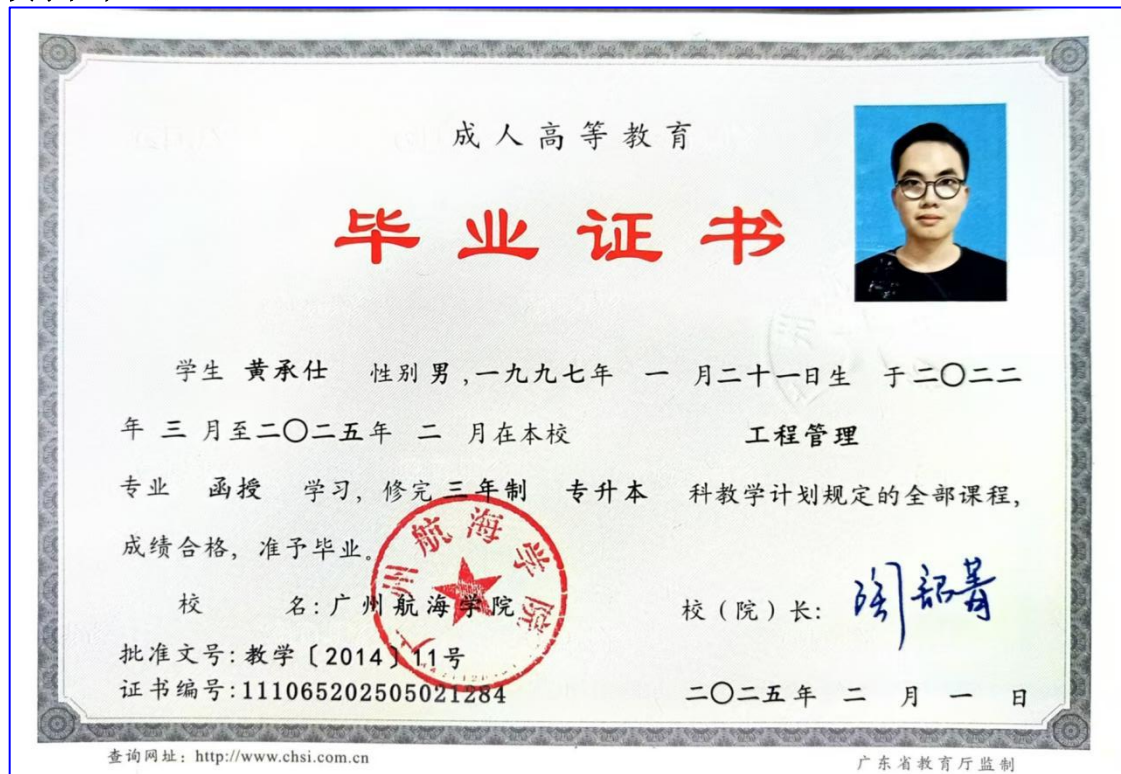 成人高等教育
毕业证书
学生 黄承仕 性别 男 ,一九九七年 一 月二十一日生 于二〇二二
年 三 月至二〇二五年 二 月在本校 工程管理
专业 函授 学习, 修完 三年制 专升本 科教学计划规定的全部课程,
成绩合格, 准予毕业。
广州航海学院
校 名:广州航海学院 校(院)长:
批准文号:教学〔2014〕11号
证书编号:111065202505021284 二〇二五年 二 月 一 日
查询网址: http://www.chsi.com.cn 广东省教育厅监制